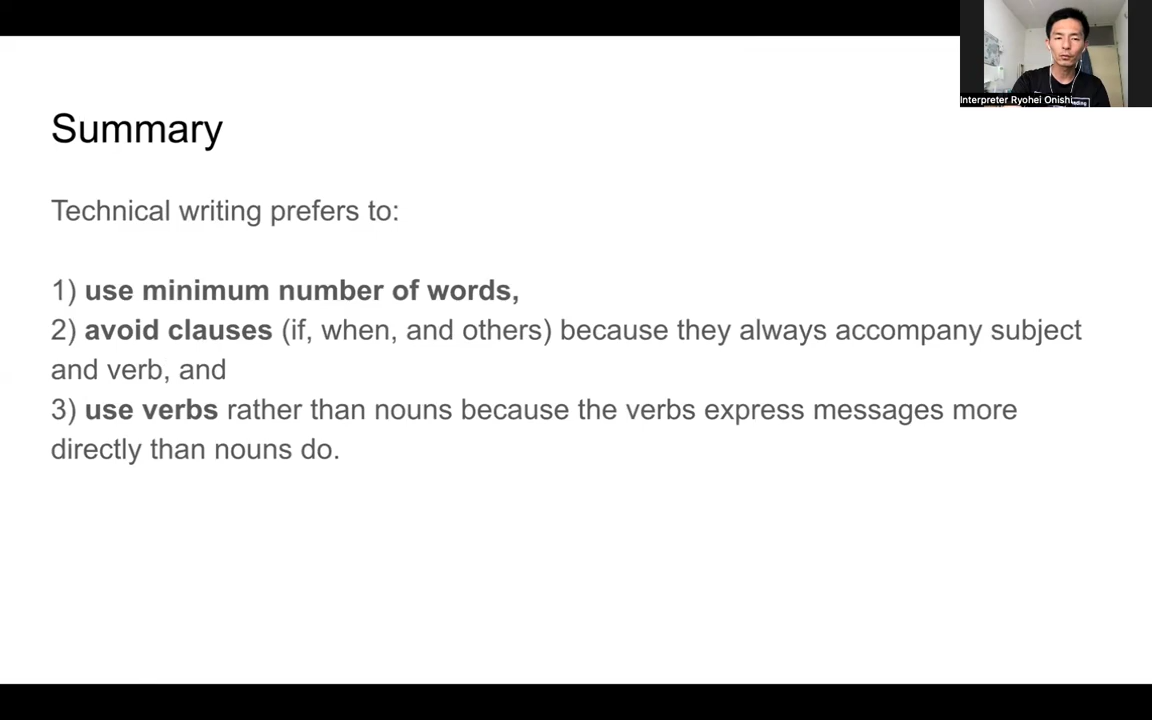 Interpreter Ryohei Onishi
Summary
Technical writing prefers to:
1) use minimum number of words,
2) avoid clauses (if, when, and others) because they always accompany subject
and verb, and
3) use verbs rather than nouns because the verbs express messages more
directly than nouns do.